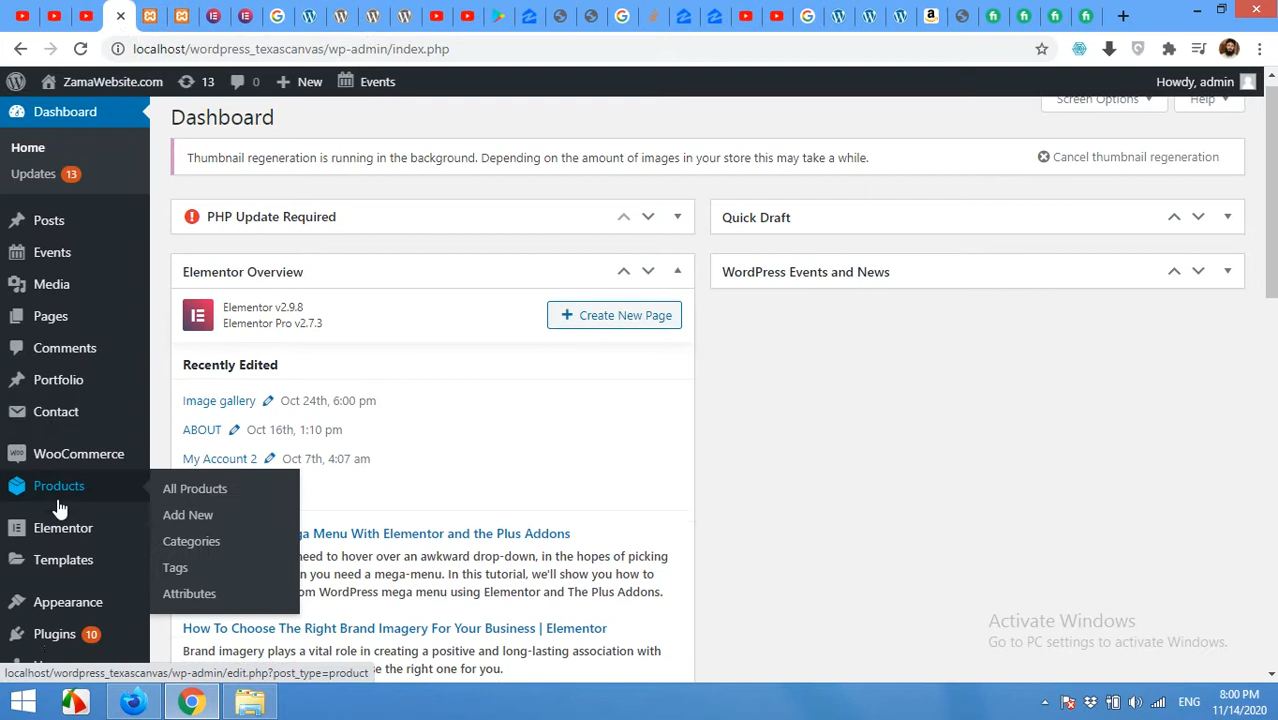 localhost/wordpress_texascanvas/wp-admin/index.php
ZamaWebsite.com 13 0 New Events
Howdy, admin
Dashboard
Home
Updates 13
Posts
Events
Media
Pages
Comments
Portfolio
Contact
WooCommerce
Products
Elementor
Templates
Appearance
Plugins 10
All Products
Add New
Categories
Tags
Attributes
Dashboard
Screen Options
Help
Thumbnail regeneration is running in the background. Depending on the amount of images in your store this may take a while.
Cancel thumbnail regeneration
PHP Update Required
Quick Draft
Elementor Overview
WordPress Events and News
Elementor v2.9.8
Elementor Pro v2.7.3
Create New Page
Recently Edited
Image gallery Oct 24th, 6:00 pm
ABOUT Oct 16th, 1:10 pm
My Account 2 Oct 7th, 4:07 am
Menu With Elementor and the Plus Addons
need to hover over an awkward drop-down, in the hopes of picking
n you need a mega-menu. In this tutorial, we'll show you how to
om WordPress mega menu using Elementor and The Plus Addons.
How To Choose The Right Brand Imagery For Your Business | Elementor
Brand imagery plays a vital role in creating a positive and long-lasting association with
se the right one for you.
localhost/wordpress_texascanvas/wp-admin/edit.php?post_type=product
Activate Windows
Go to PC settings to activate Windows.
ENG
8:00 PM
11/14/2020